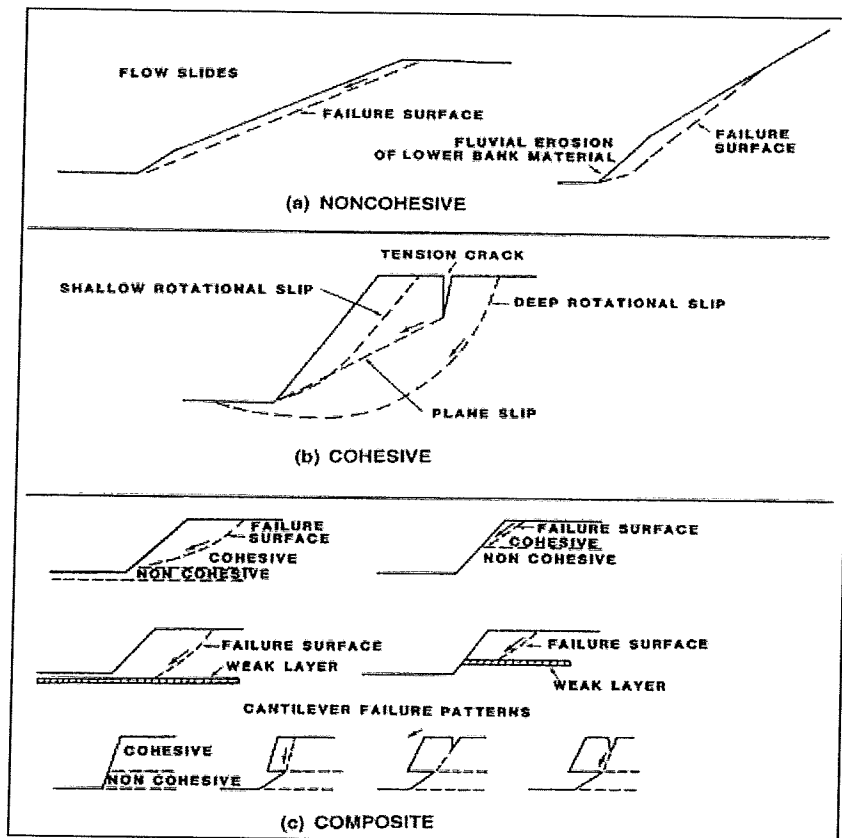 FLOW SLIDES
FAILURE SURFACE
FLUVIAL EROSION
OF LOWER BANK MATERIAL
FAILURE
SURFACE
(a) NONCOHESIVE
TENSION CRACK
SHALLOW ROTATIONAL SLIP
DEEP ROTATIONAL SLIP
PLANE SLIP
(b) COHESIVE
FAILURE
SURFACE
COHESIVE
NON COHESIVE
FAILURE SURFACE
COHESIVE
NON COHESIVE
FAILURE SURFACE
WEAK LAYER
FAILURE SURFACE
WEAK LAYER
CANTILEVER FAILURE PATTERNS
COHESIVE
NON COHESIVE
(c) COMPOSITE